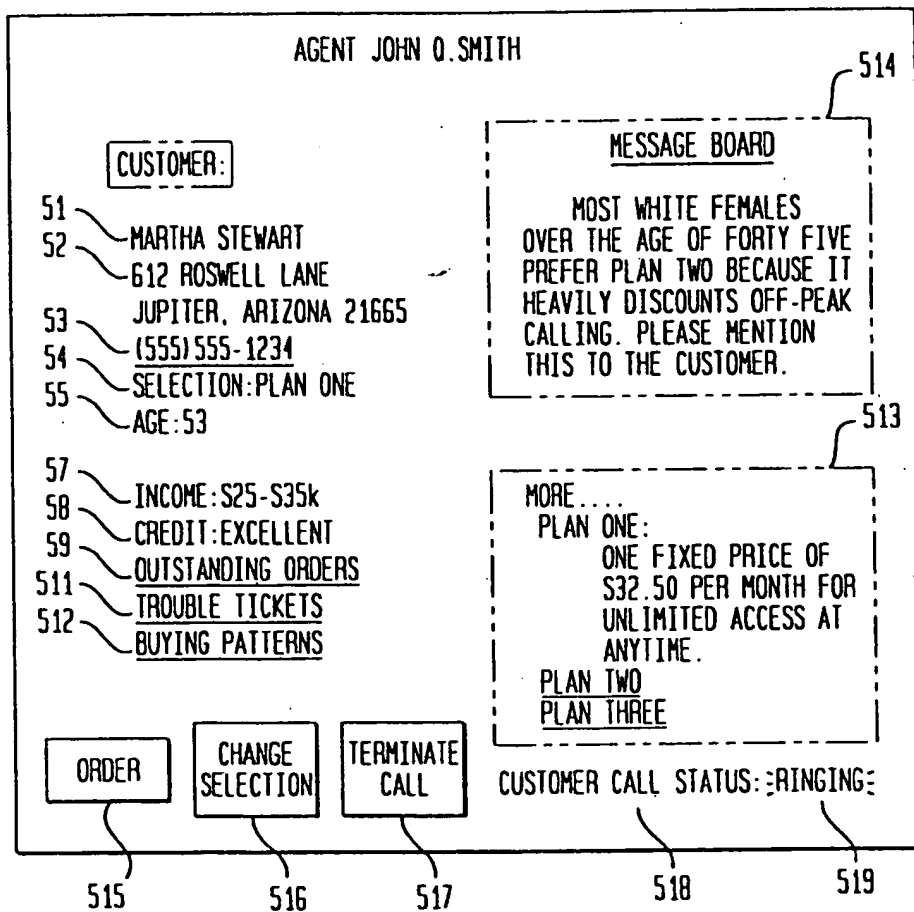 AGENT JOHN Q.SMITH
514
CUSTOMER:
51
MARTHA STEWART
52
612 ROSWELL LANE
JUPITER, ARIZONA 21665
53
(555)555-1234
54
SELECTION:PLAN ONE
55
AGE:53
57
INCOME:S25-S35k
58
CREDIT:EXCELLENT
59
OUTSTANDING ORDERS
511
TROUBLE TICKETS
512
BUYING PATTERNS
MESSAGE BOARD
MOST WHITE FEMALES
OVER THE AGE OF FORTY FIVE
PREFER PLAN TWO BECAUSE IT
HEAVILY DISCOUNTS OFF-PEAK
CALLING. PLEASE MENTION
THIS TO THE CUSTOMER.
513
MORE....
PLAN ONE:
ONE FIXED PRICE OF
S32.50 PER MONTH FOR
UNLIMITED ACCESS AT
ANYTIME.
PLAN TWO
PLAN THREE
ORDER
CHANGE
SELECTION
TERMINATE
CALL
CUSTOMER CALL STATUS: RINGING
515
516
517
518
519